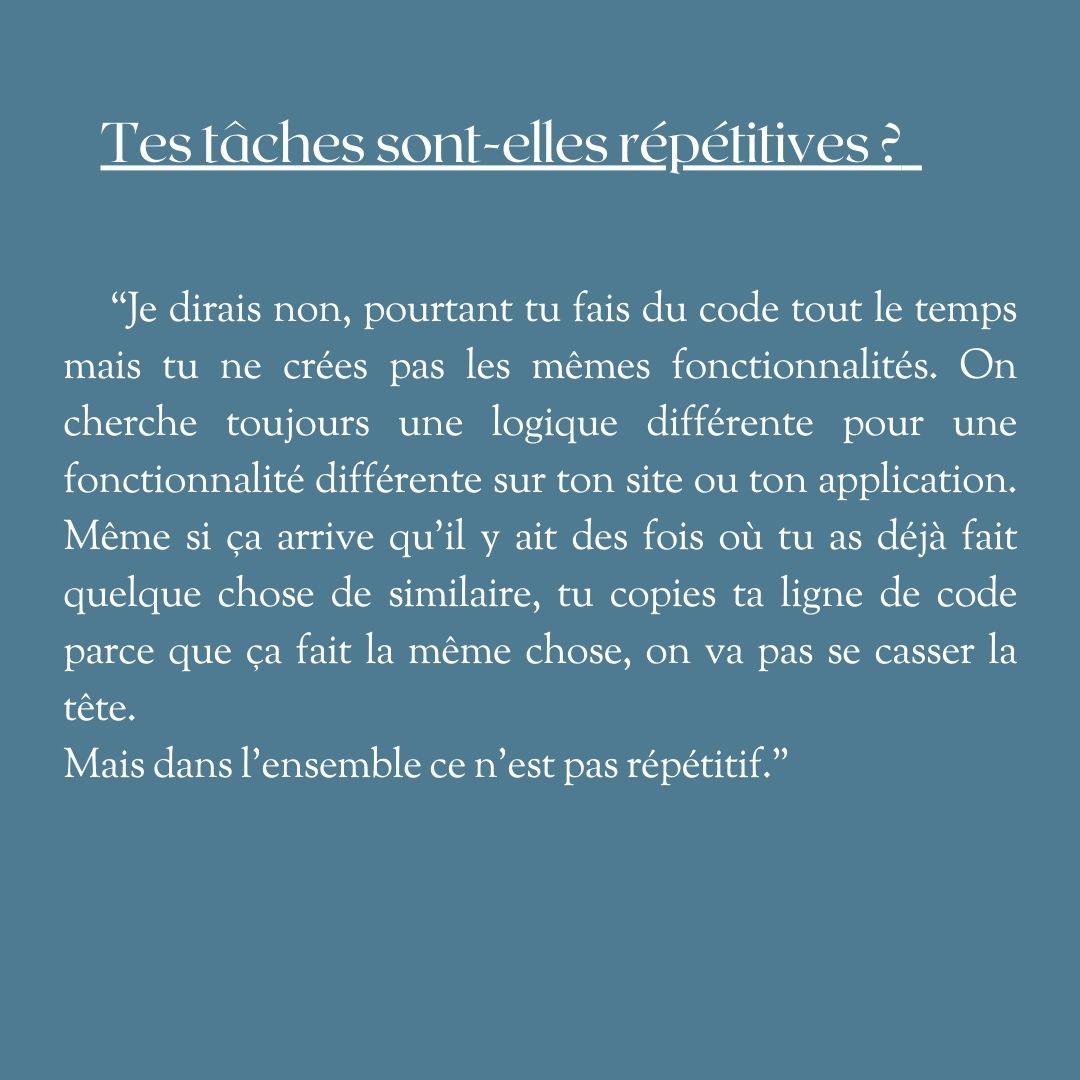 Tes tâches sont-elles répétitives ?
“Je dirais non, pourtant tu fais du code tout le temps
mais tu ne crées pas les mêmes fonctionnalités. On
cherche toujours une logique différente pour une
fonctionnalité différente sur ton site ou ton application.
Même si ça arrive qu’il y ait des fois où tu as déjà fait
quelque chose de similaire, tu copies ta ligne de code
parce que ça fait la même chose, on va pas se casser la
tête.
Mais dans l’ensemble ce n’est pas répétitif.”